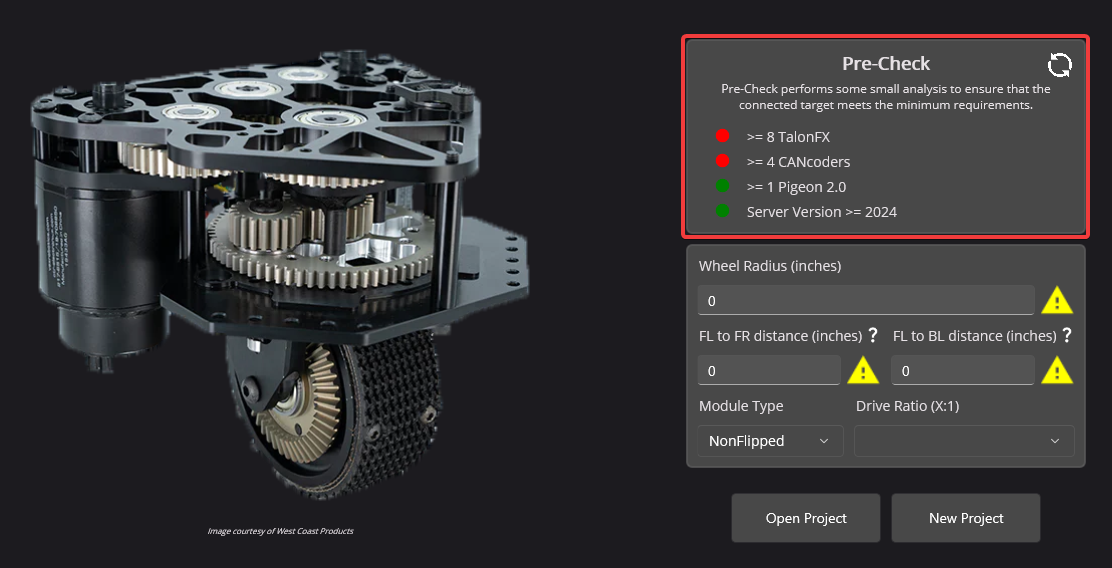 Pre-Check
Pre-Check performs some small analysis to ensure that the
connected target meets the minimum requirements.
>= 8 TalonFX
>= 4 CANcoders
>= 1 Pigeon 2.0
Server Version >= 2024
Wheel Radius (inches)
0
FL to FR distance (inches) ? FL to BL distance (inches) ?
0 0
Module Type Drive Ratio (X:1)
NonFlipped
Open Project New Project
Image courtesy of West Coast Products